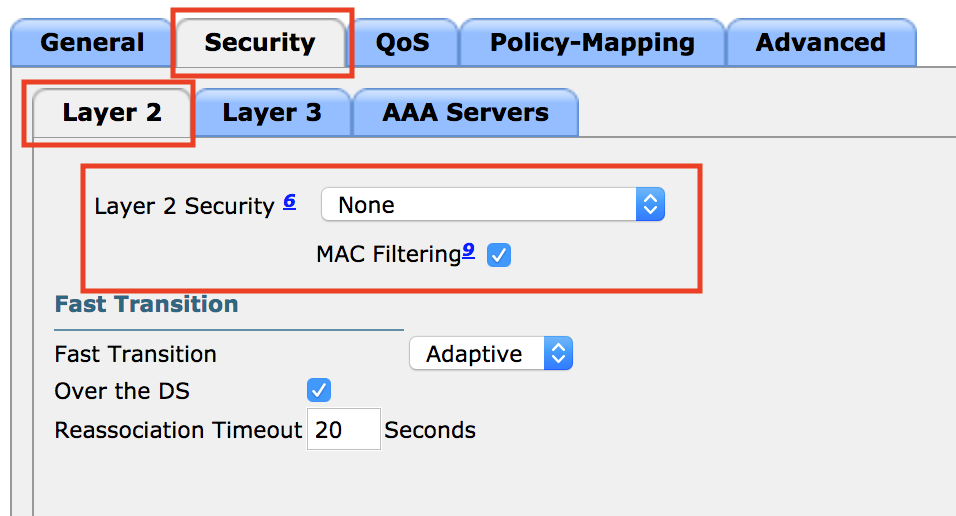 General Security QoS Policy-Mapping Advanced
Layer 2 Layer 3 AAA Servers
Layer 2 Security 6 None
MAC Filtering 9
Fast Transition
Fast Transition Adaptive
Over the DS
Reassociation Timeout 20 Seconds